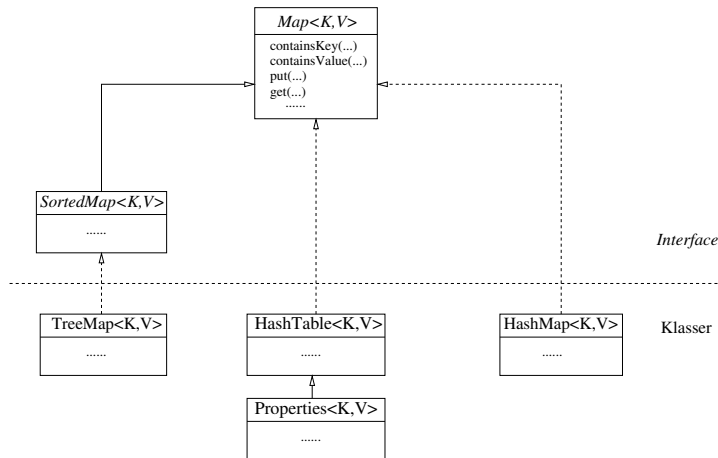 Map<K,V>
containsKey(...)
containsValue(...)
put(...)
get(...)
......
SortedMap<K,V>
......
Interface
TreeMap<K,V>
......
HashTable<K,V>
......
HashMap<K,V>
......
Klasser
Properties<K,V>
......